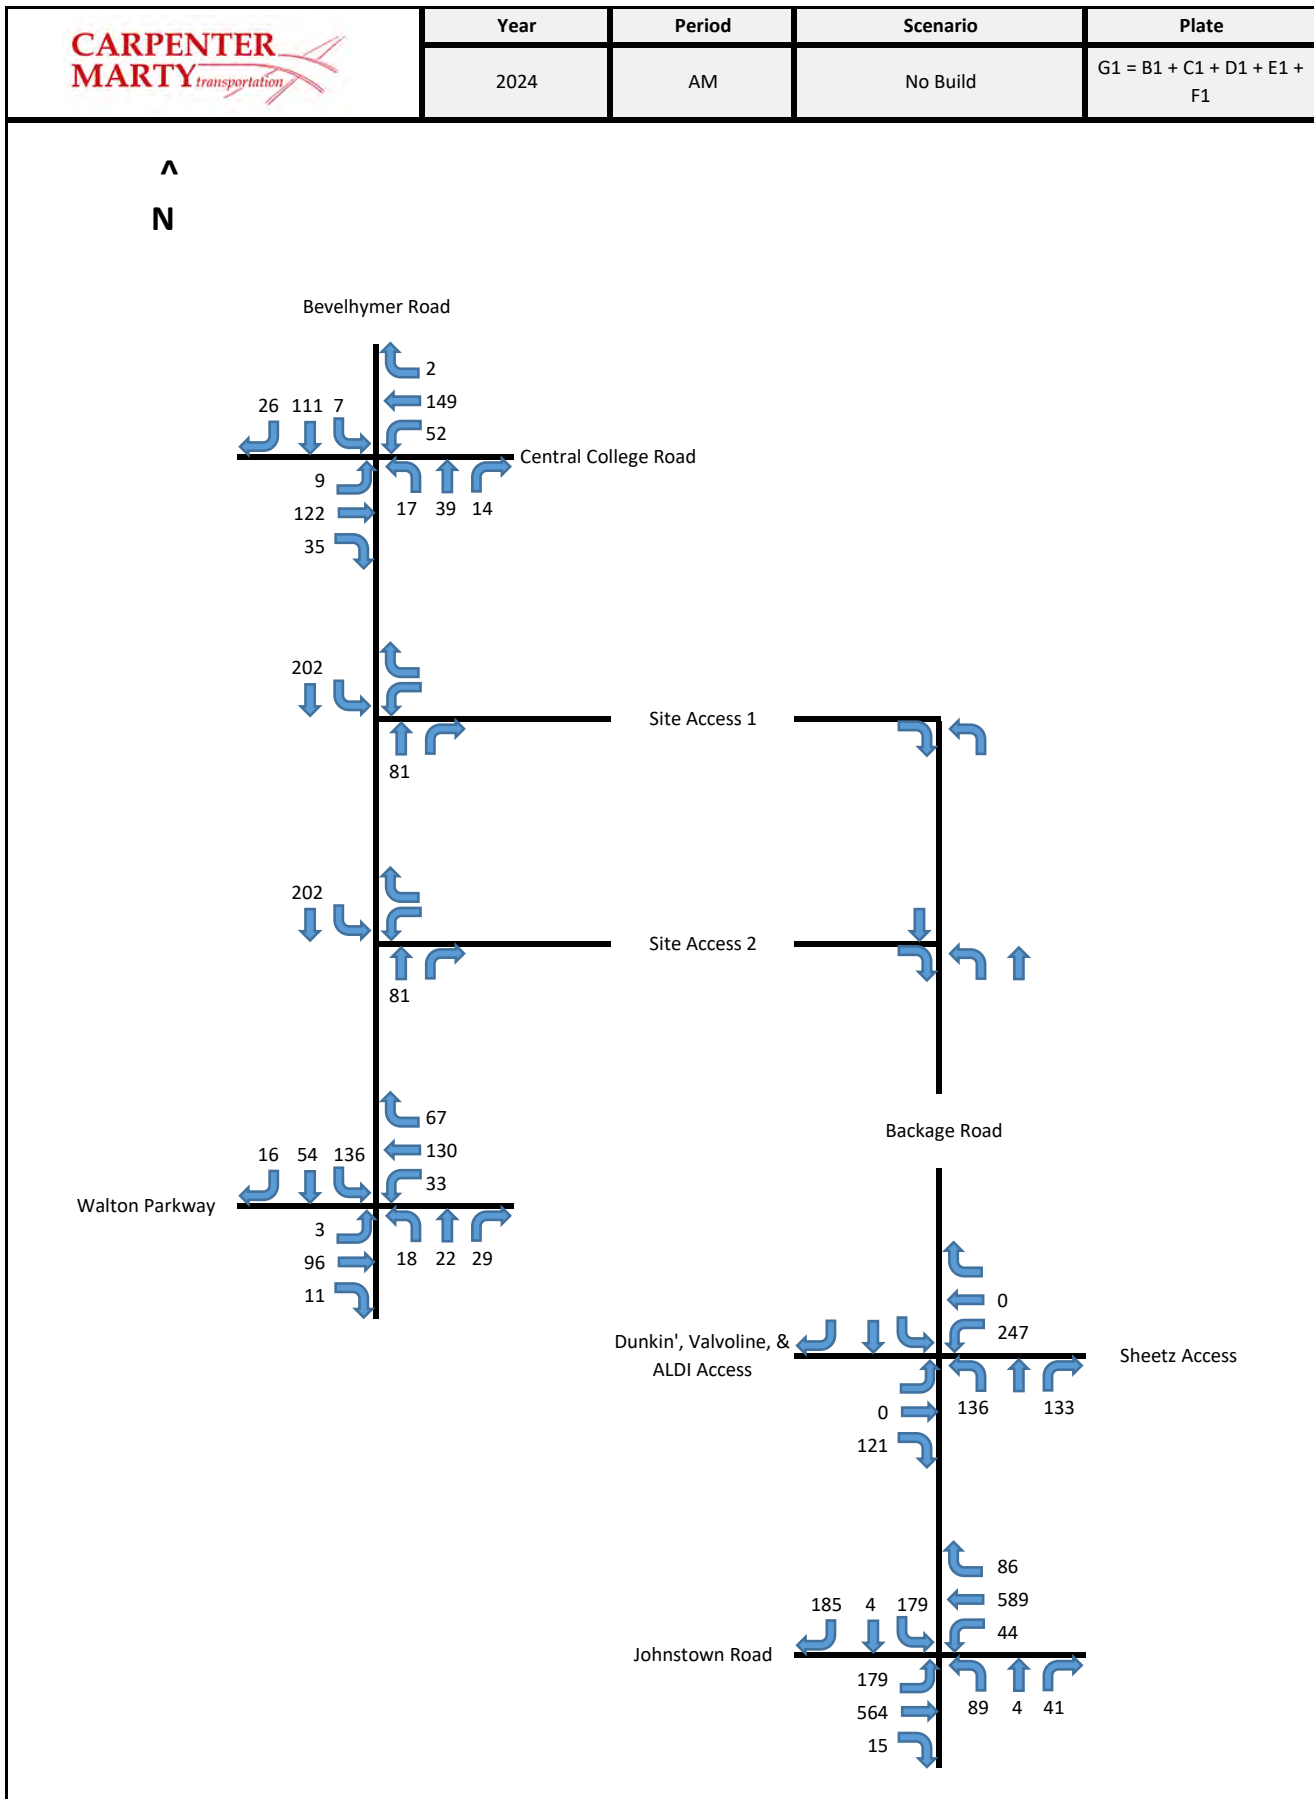 CARPENTER
MARTY transportation
Year Period Scenario Plate
2024 AM No Build G1 = B1 + C1 + D1 + E1 +
F1
^
N
Bevelhymer Road
2
26 111 7 149
52
Central College Road
9
17 39 14
122
35
202
Site Access 1
81
202
Site Access 2
81
67
Backage Road
130
16 54 136
33
Walton Parkway
3
18 22 29
96
11
0
247
Dunkin', Valvoline, &
ALDI Access
Sheetz Access
136 133
0
121
86
185 4 179 589
44
Johnstown Road
179
89 4 41
564
15